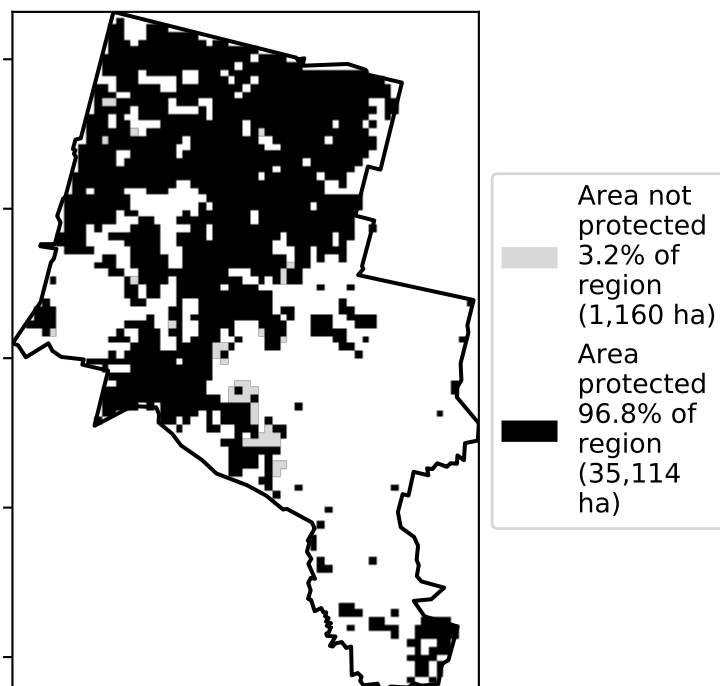 Area not
protected
3.2% of
region
(1,160 ha)
Area
protected
96.8% of
region
(35,114
ha)